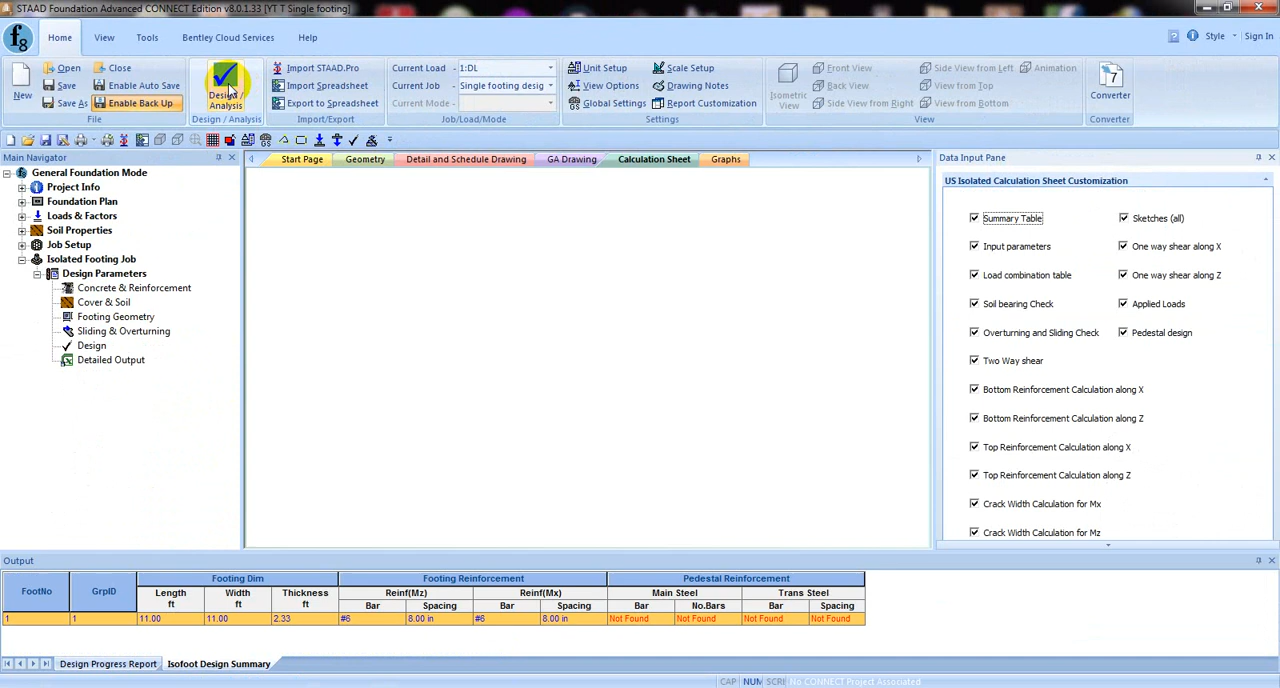 STAAD Foundation Advanced CONNECT Edition v8.0.1.33 [YT T Single footing]
f8 Home View Tools Bentley Cloud Services Help Style Sign In
Open Close Import STAAD.Pro Current Load - 1:DL Unit Setup Scale Setup Front View Side View from Left Animation
Save Enable Auto Save Import Spreadsheet Current Job - Single footing desig View Options Drawing Notes Back View View from Top
New Save As Enable Back Up Design / Analysis Export to Spreadsheet Current Mode - Global Settings Report Customization Isometric View Side View from Right View from Bottom 7 Converter
File Design / Analysis Import/Export Job/Load/Mode Settings View Converter
Main Navigator
General Foundation Mode
Project Info
Foundation Plan
Loads & Factors
Soil Properties
Job Setup
Isolated Footing Job
Design Parameters
Concrete & Reinforcement
Cover & Soil
Footing Geometry
Sliding & Overturning
Design
Detailed Output
Start Page Geometry Detail and Schedule Drawing GA Drawing Calculation Sheet Graphs
Data Input Pane
US Isolated Calculation Sheet Customization
Summary Table Sketches (all)
Input parameters One way shear along X
Load combination table One way shear along Z
Soil bearing Check Applied Loads
Overturning and Sliding Check Pedestal design
Two Way shear
Bottom Reinforcement Calculation along X
Bottom Reinforcement Calculation along Z
Top Reinforcement Calculation along X
Top Reinforcement Calculation along Z
Crack Width Calculation for Mx
Crack Width Calculation for Mz
Output
FootNo GrpID Footing Dim Footing Reinforcement Pedestal Reinforcement
Length ft Width ft Thickness ft Reinf(Mz) Reinf(Mx) Main Steel Trans Steel
Bar Spacing Bar Spacing Bar No.Bars Bar Spacing
1 1 11.00 11.00 2.33 #6 8.00 in #6 8.00 in Not Found Not Found Not Found Not Found
Design Progress Report Isofoot Design Summary
CAP NUM SCRI No CONNECT Project Associated